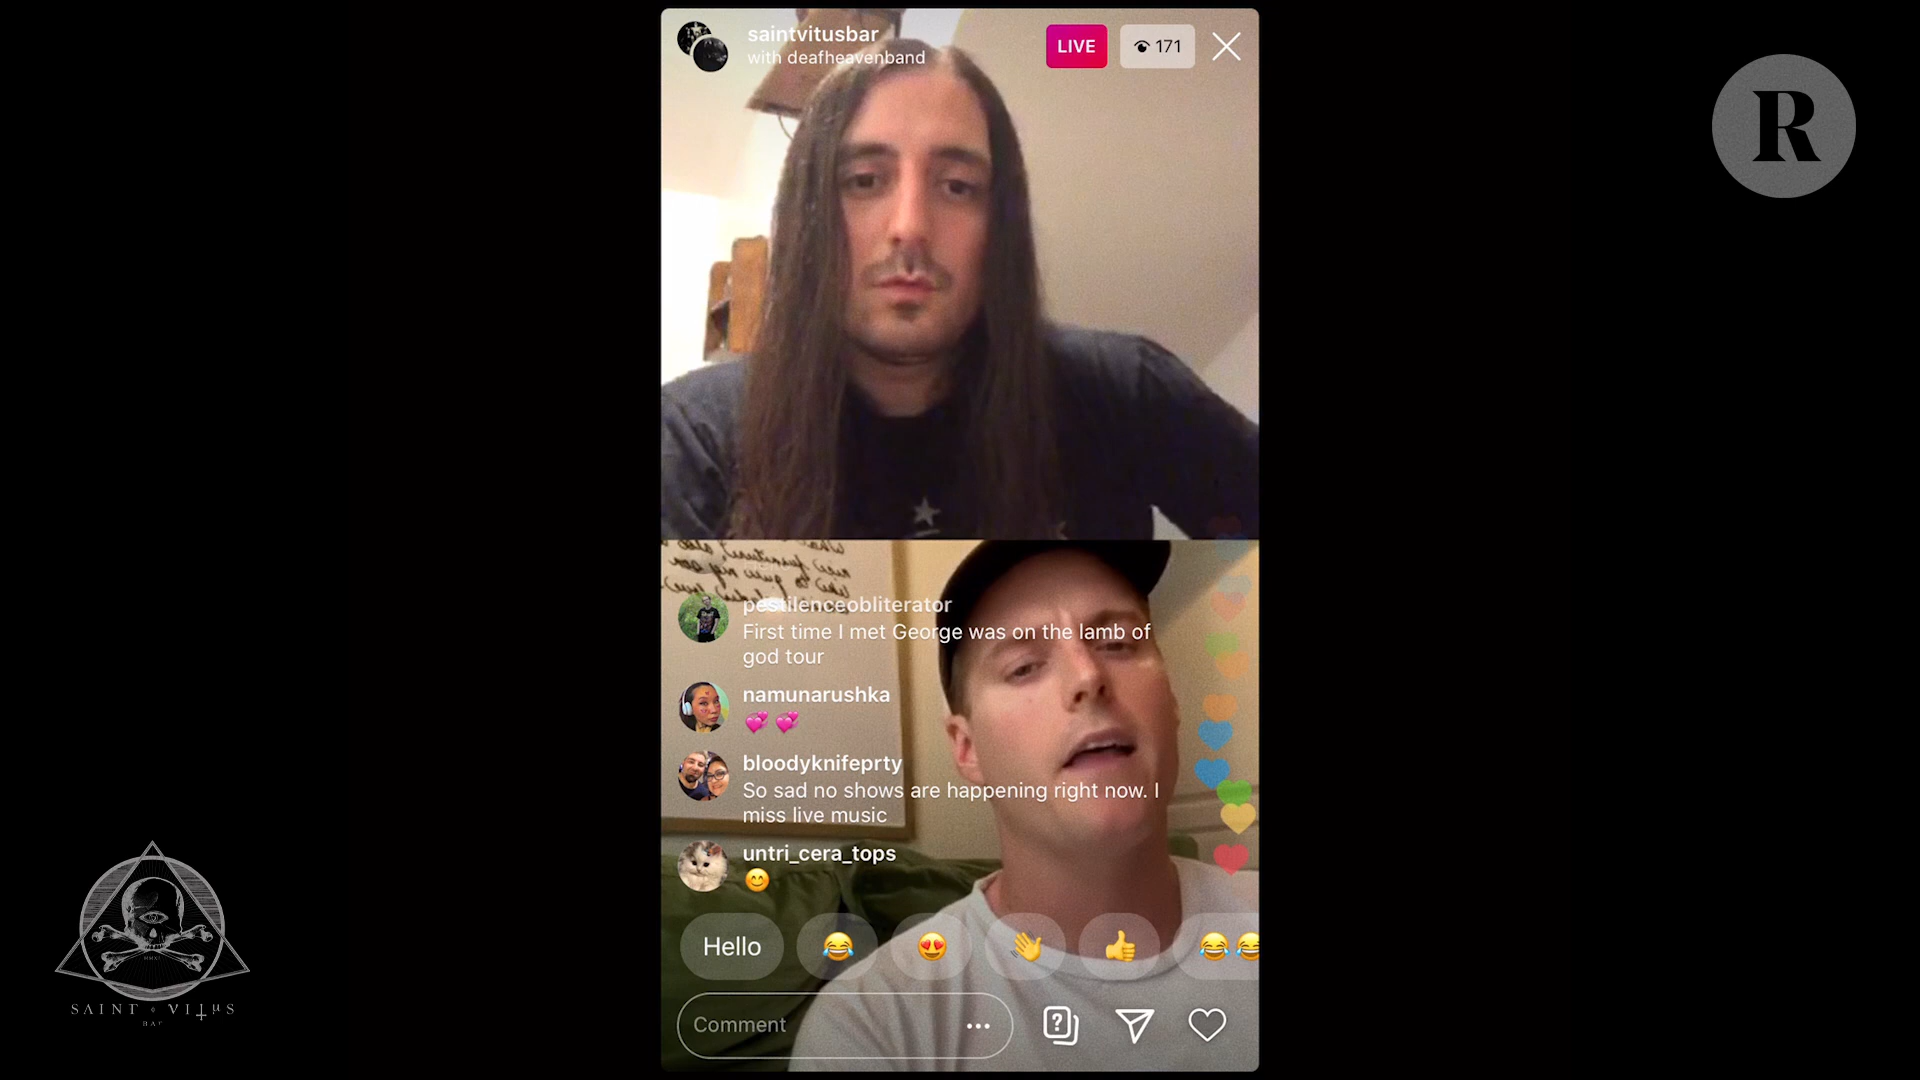 saintvitusbar
with deafheavenband
LIVE
171
R
pestilenceobliterator
First time I met George was on the lamb of
god tour
namunarushka
bloodyknifeprty
So sad no shows are happening right now. I
miss live music
untri_cera_tops
Hello
Comment
SAINT VITUS
BAR